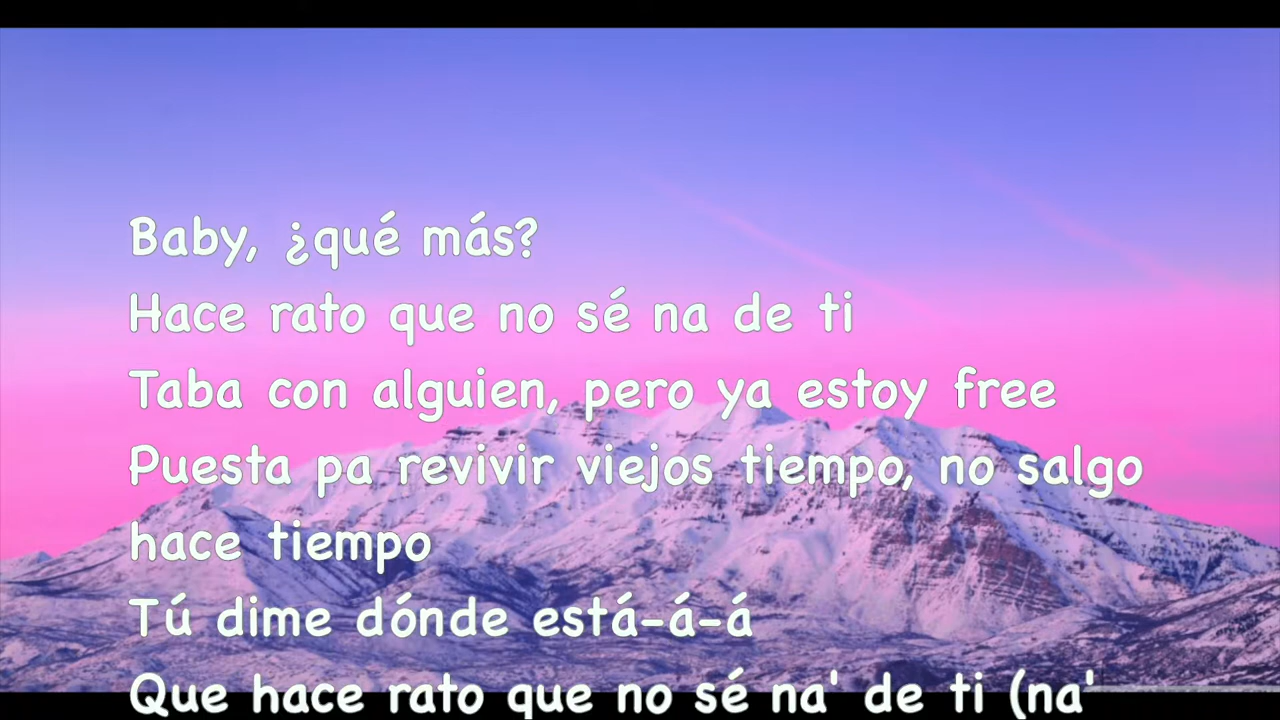 Baby, ¿qué más?
Hace rato que no sé na de ti
Taba con alguien, pero ya estoy free
Puesta pa revivir viejos tiempo, no salgo
hace tiempo
Tú dime dónde está-á-á
Que hace rato que no sé na' de ti (na'